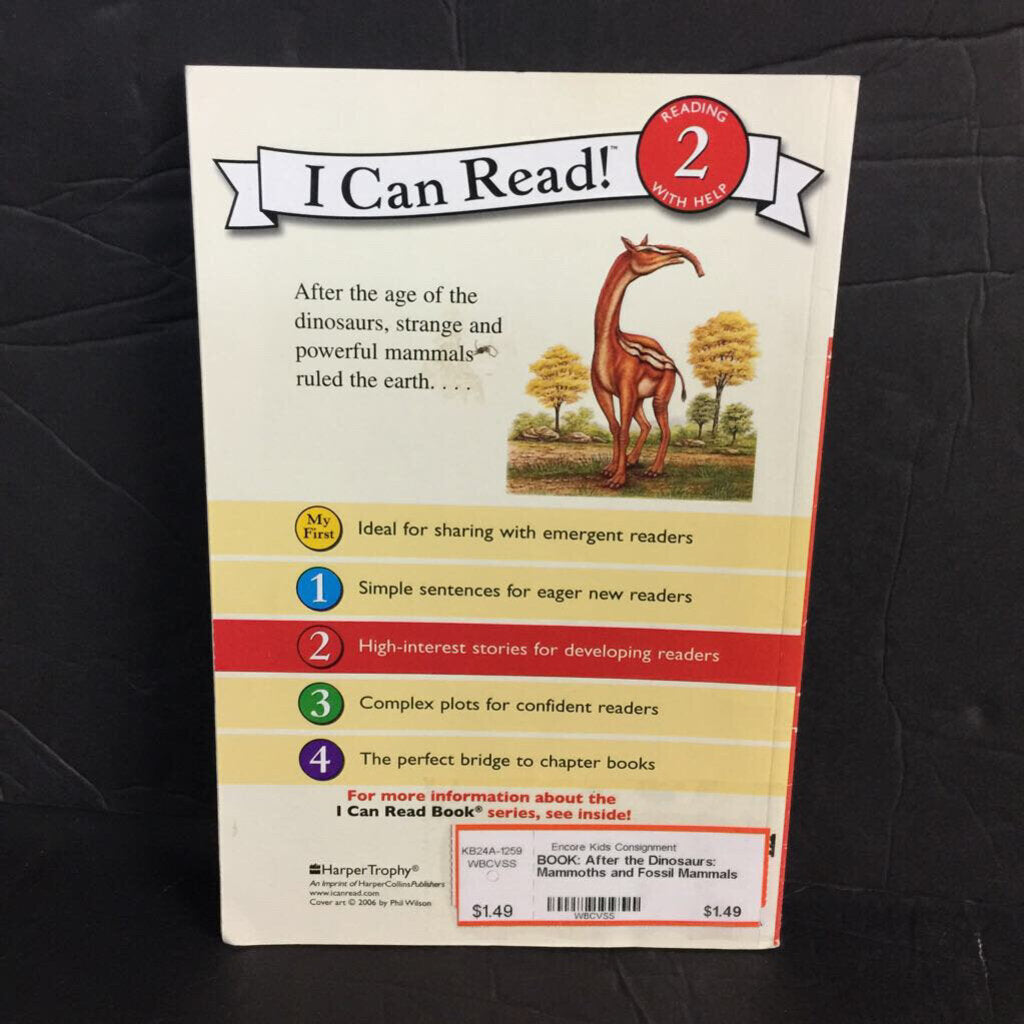 I Can Read!™
READING
2
WITH HELP
After the age of the
dinosaurs, strange and
powerful mammals
ruled the earth. . . .
My
First
Ideal for sharing with emergent readers
1
Simple sentences for eager new readers
2
High-interest stories for developing readers
3
Complex plots for confident readers
4
The perfect bridge to chapter books
For more information about the
I Can Read Book® series, see inside!
HarperTrophy®
An Imprint of HarperCollinsPublishers
www.icanread.com
Cover art © 2006 by Phil Wilson
KB24A-1259
WBCVSS
$1.49
Encore Kids Consignment
BOOK: After the Dinosaurs:
Mammoths and Fossil Mammals
WBCVSS
$1.49